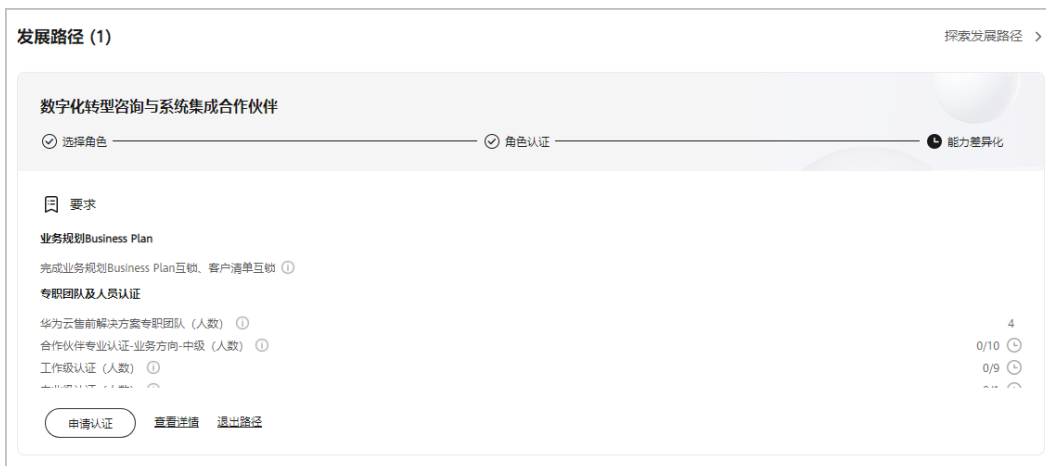 发展路径 (1)
探索发展路径
数字化转型咨询与系统集成合作伙伴
选择角色 角色认证 能力差异化
要求
业务规划Business Plan
完成业务规划Business Plan互锁、客户清单互锁
专职团队及人员认证
华为云售前解决方案专职团队（人数） 4
合作伙伴专业认证-业务方向-中级（人数） 0/10
工作级认证（人数） 0/9
申请认证 查看详情 退出路径